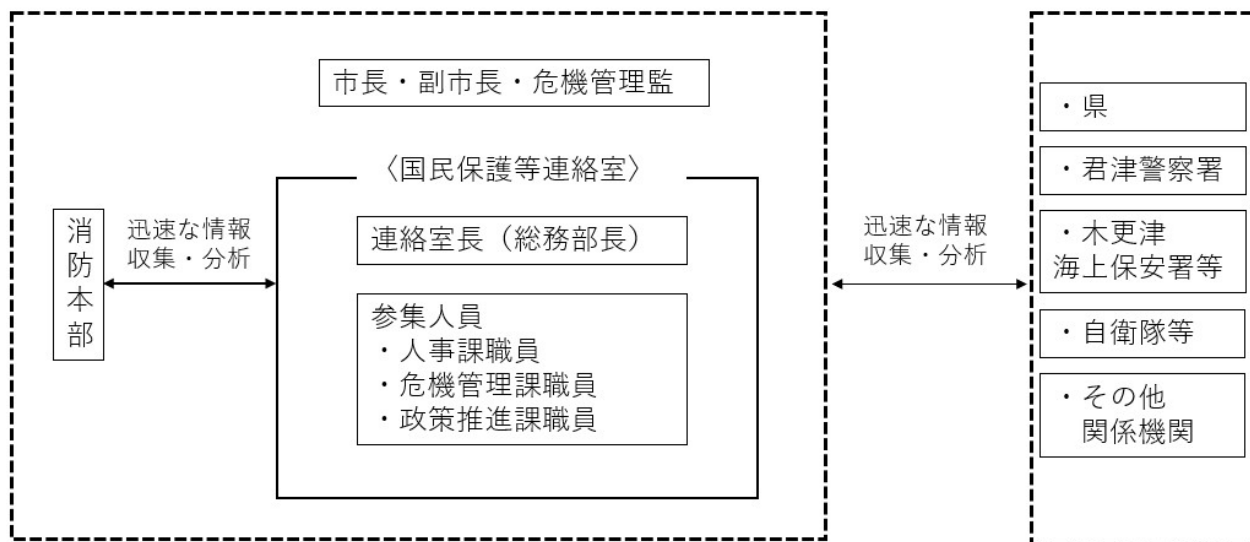 市長・副市長・危機管理監
〈国民保護等連絡室〉
消防本部
迅速な情報
収集・分析
連絡室長（総務部長）
参集人員
・人事課職員
・危機管理課職員
・政策推進課職員
迅速な情報
収集・分析
・県
・君津警察署
・木更津
海上保安署等
・自衛隊等
・その他
関係機関